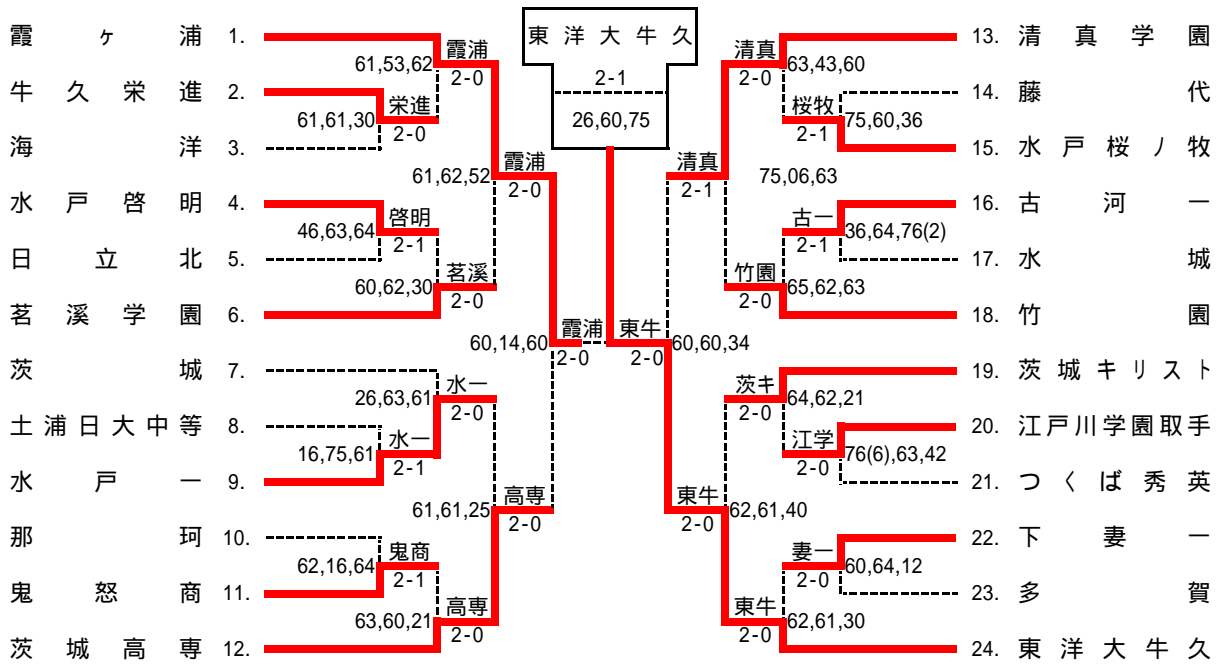 東洋大牛久
2-1
26,60,75
霞ヶ浦 1.
牛久栄進 2.
海洋 3.
水戸啓明 4.
日立北 5.
茗溪学園 6.
茨城 7.
土浦日大中等 8.
水戸一 9.
那珂 10.
鬼怒商 11.
茨城高専 12.
61,53,62
霞浦
2-0
61,61,30
栄進
2-0
61,62,52
霞浦
2-0
46,63,64
啓明
2-1
60,62,30
茗溪
2-0
60,14,60
霞浦
2-0
26,63,61
水一
2-0
16,75,61
水一
2-1
61,61,25
高専
2-0
62,16,64
鬼商
2-1
63,60,21
高専
2-0
清真
2-0
63,43,60
桜牧
2-1
75,60,36
清真
2-1
75,06,63
古一
2-1
36,64,76(2)
竹園
2-0
65,62,63
東牛
2-0
60,60,34
茨キ
2-0
64,62,21
江学
2-0
76(6),63,42
東牛
2-0
62,61,40
妻一
2-0
60,64,12
東牛
2-0
62,61,30
13. 清真学園
14. 藤代
15. 水戸桜ノ牧
16. 古河一
17. 水城
18. 竹園
19. 茨城キリスト
20. 江戸川学園取手
21. つくば秀英
22. 下妻一
23. 多賀
24. 東洋大牛久